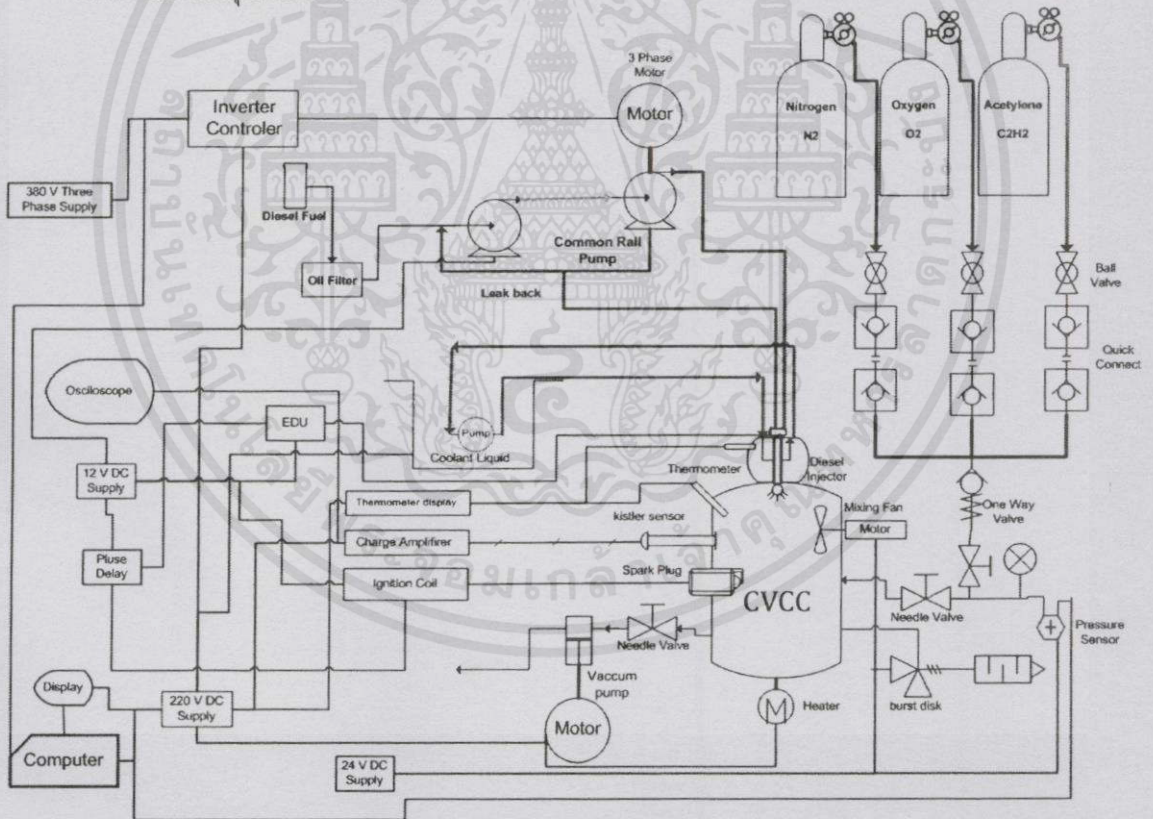 3 Phase
Motor
Motor
Inverter
Controler
Nitrogen
N2
Oxygen
O2
Acetylene
C2H2
380 V Three
Phase Supply
Diesel Fuel
Oil Filter
Common Rail
Pump
Leak back
Ball
Valve
Quick
Connect
Osciloscope
EDU
Pump
Coolant Liquid
12 V DC
Supply
Thermometer
Diesel
Injector
Thermometer display
kistler sensor
Mixing Fan
Motor
One Way
Valve
Charge Amplifirer
Pluse
Delay
Ignition Coil
Spark Plug
CVCC
Needle Valve
Needle Valve
Pressure
Sensor
Display
220 V DC
Supply
Vaccum
pump
Motor
M
Heater
burst disk
Computer
24 V DC
Supply